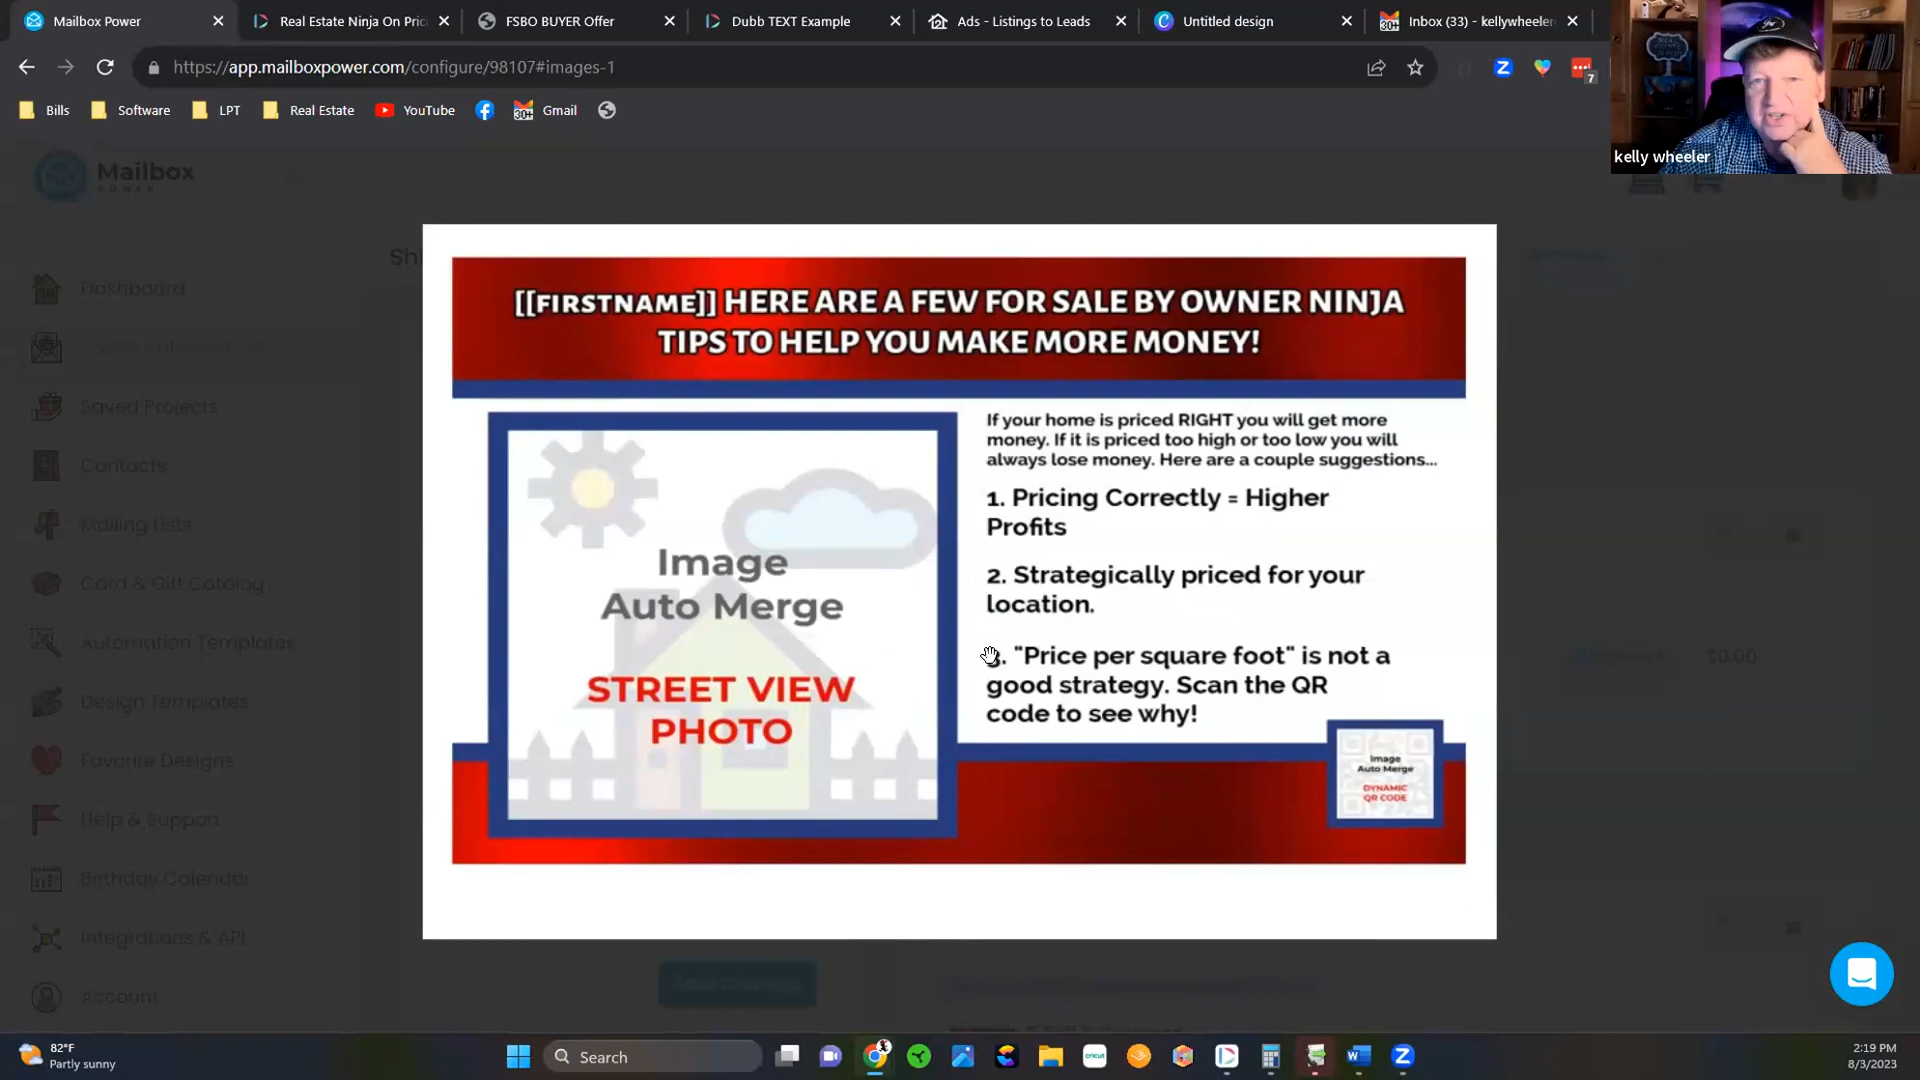 Mailbox Power
Real Estate Ninja On Pric
FSBO BUYER Offer
Dubb TEXT Example
Ads - Listings to Leads
Untitled design
Inbox (33) - kellywheeler
https://app.mailboxpower.com/configure/98107#images-1
7
Bills
Software
LPT
Real Estate
YouTube
Gmail
kelly wheeler
Mailbox
POWER
Dashboard
Saved Projects
Contacts
Mailing Lists
Card & Gift Catalog
Automation Templates
Design Templates
Favorite Designs
Help & Support
Birthday Calendar
Integrations & API
Account
Shi
$0.00
[[FIRSTNAME]] HERE ARE A FEW FOR SALE BY OWNER NINJA
TIPS TO HELP YOU MAKE MORE MONEY!
Image
Auto Merge
STREET VIEW
PHOTO
If your home is priced RIGHT you will get more
money. If it is priced too high or too low you will
always lose money. Here are a couple suggestions...
1. Pricing Correctly = Higher
Profits
2. Strategically priced for your
location.
. "Price per square foot" is not a
good strategy. Scan the QR
code to see why!
Image
Auto Merge
DYNAMIC
QR CODE
82°F
Partly sunny
Search
cricut
2:19 PM
8/3/2023